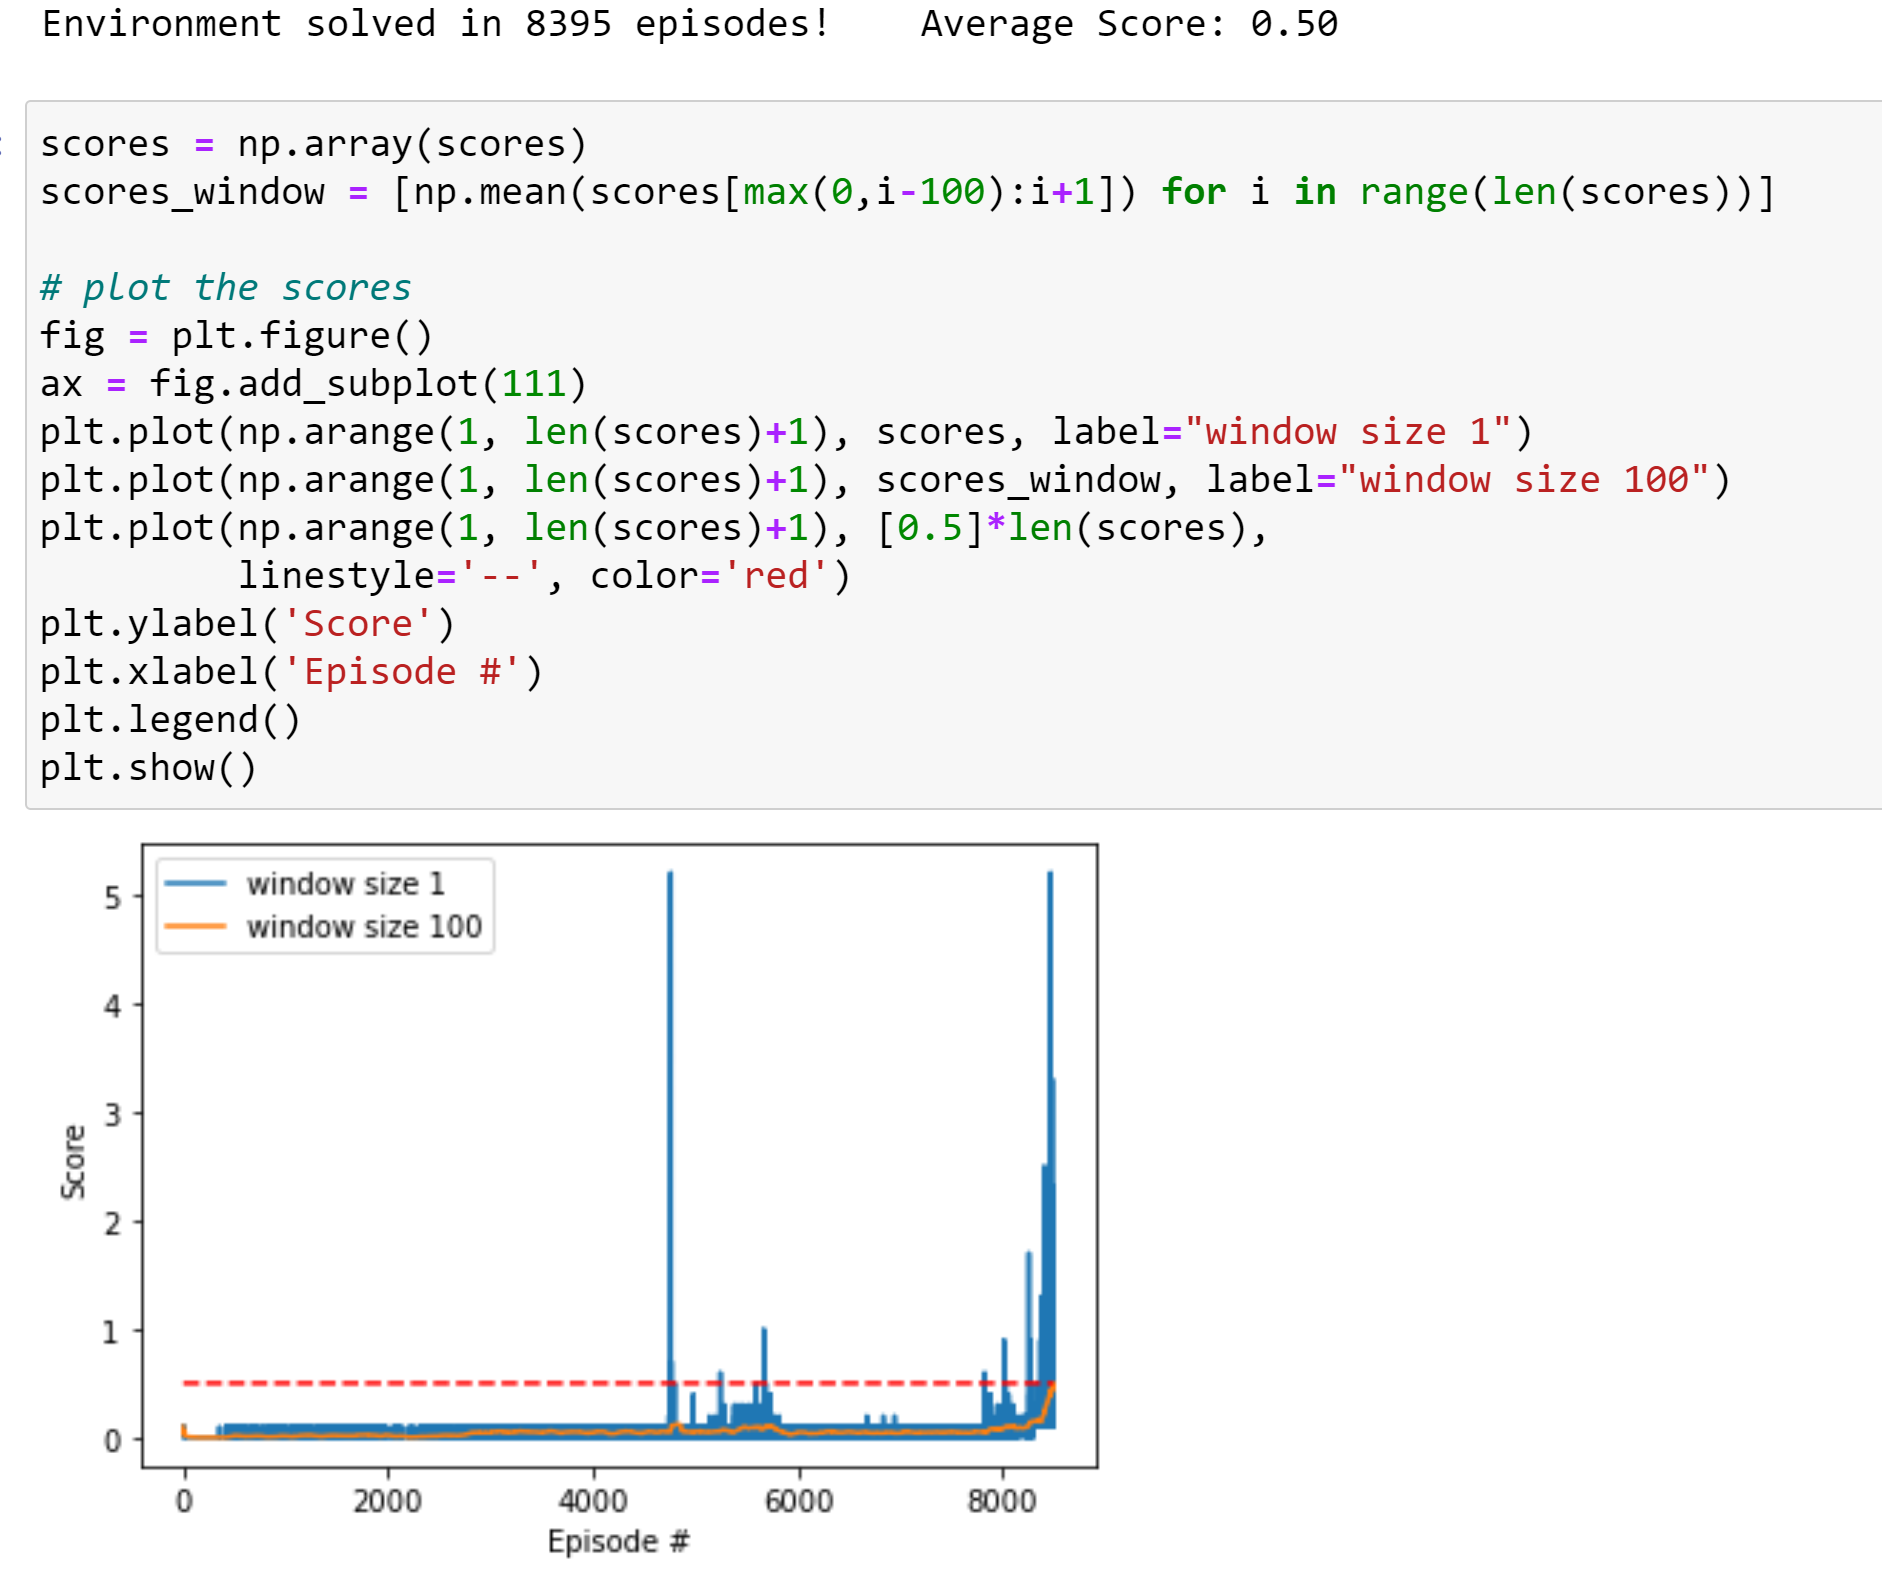 Environment solved in 8395 episodes!    Average Score: 0.50
:
scores = np.array(scores)
scores_window = [np.mean(scores[max(0,i-100):i+1]) for i in range(len(scores))]
# plot the scores
fig = plt.figure()
ax = fig.add_subplot(111)
plt.plot(np.arange(1, len(scores)+1), scores, label="window size 1")
plt.plot(np.arange(1, len(scores)+1), scores_window, label="window size 100")
plt.plot(np.arange(1, len(scores)+1), [0.5]*len(scores),
         linestyle='--', color='red')
plt.ylabel('Score')
plt.xlabel('Episode #')
plt.legend()
plt.show()
window size 1
window size 100
5
4
3
2
1
0
Score
0 2000 4000 6000 8000
Episode #